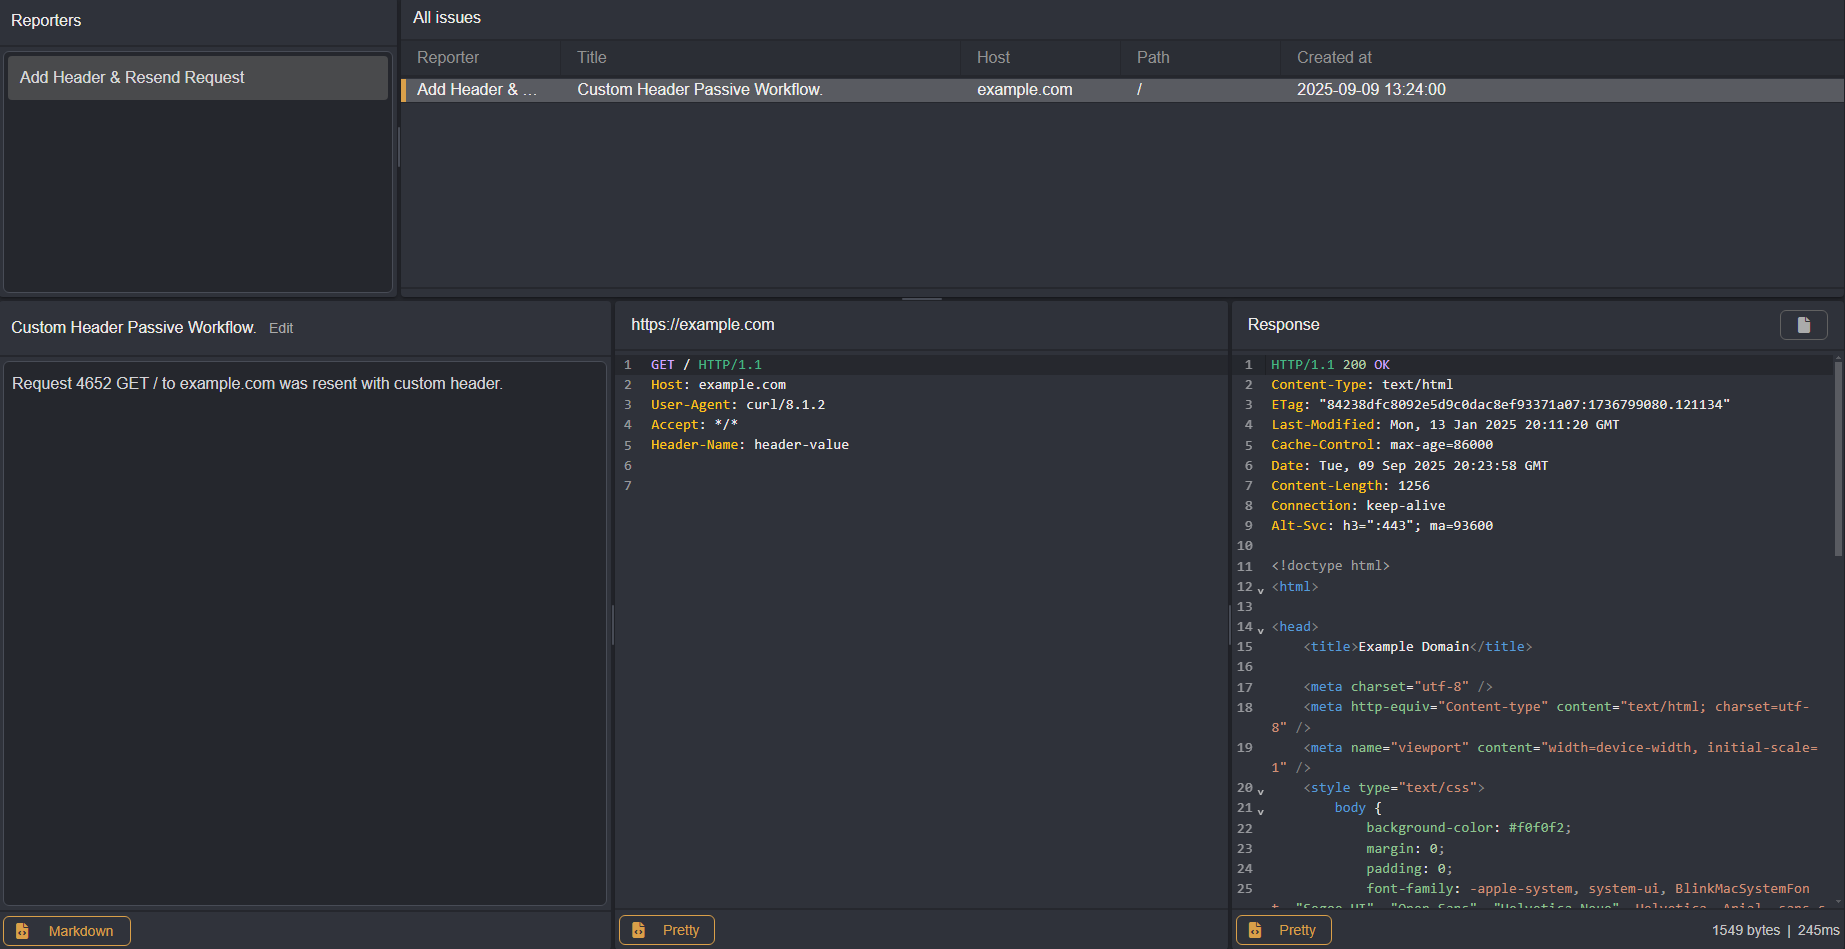 Reporters
Add Header & Resend Request
All issues
Reporter Title Host Path Created at
Add Header & ... Custom Header Passive Workflow. example.com / 2025-09-09 13:24:00
Custom Header Passive Workflow. Edit
Request 4652 GET / to example.com was resent with custom header.
Markdown
https://example.com
1 GET / HTTP/1.1
2 Host: example.com
3 User-Agent: curl/8.1.2
4 Accept: */*
5 Header-Name: header-value
6
7
Pretty
Response
1 HTTP/1.1 200 OK
2 Content-Type: text/html
3 ETag: "84238dfc8092e5d9c0dac8ef93371a07:1736799080.121134"
4 Last-Modified: Mon, 13 Jan 2025 20:11:20 GMT
5 Cache-Control: max-age=86000
6 Date: Tue, 09 Sep 2025 20:23:58 GMT
7 Content-Length: 1256
8 Connection: keep-alive
9 Alt-Svc: h3=":443"; ma=93600
10
11 <!doctype html>
12 <html>
13
14 <head>
15 <title>Example Domain</title>
16
17 <meta charset="utf-8" />
18 <meta http-equiv="Content-type" content="text/html; charset=utf-
8" />
19 <meta name="viewport" content="width=device-width, initial-scale=
1" />
20 <style type="text/css">
21 body {
22 background-color: #f0f0f2;
23 margin: 0;
24 padding: 0;
25 font-family: -apple-system, system-ui, BlinkMacSystemFon
t, "Segoe UI", "Open Sans", "Helvetica Neue", Helvetica, Arial, sans-s
Pretty
1549 bytes | 245ms